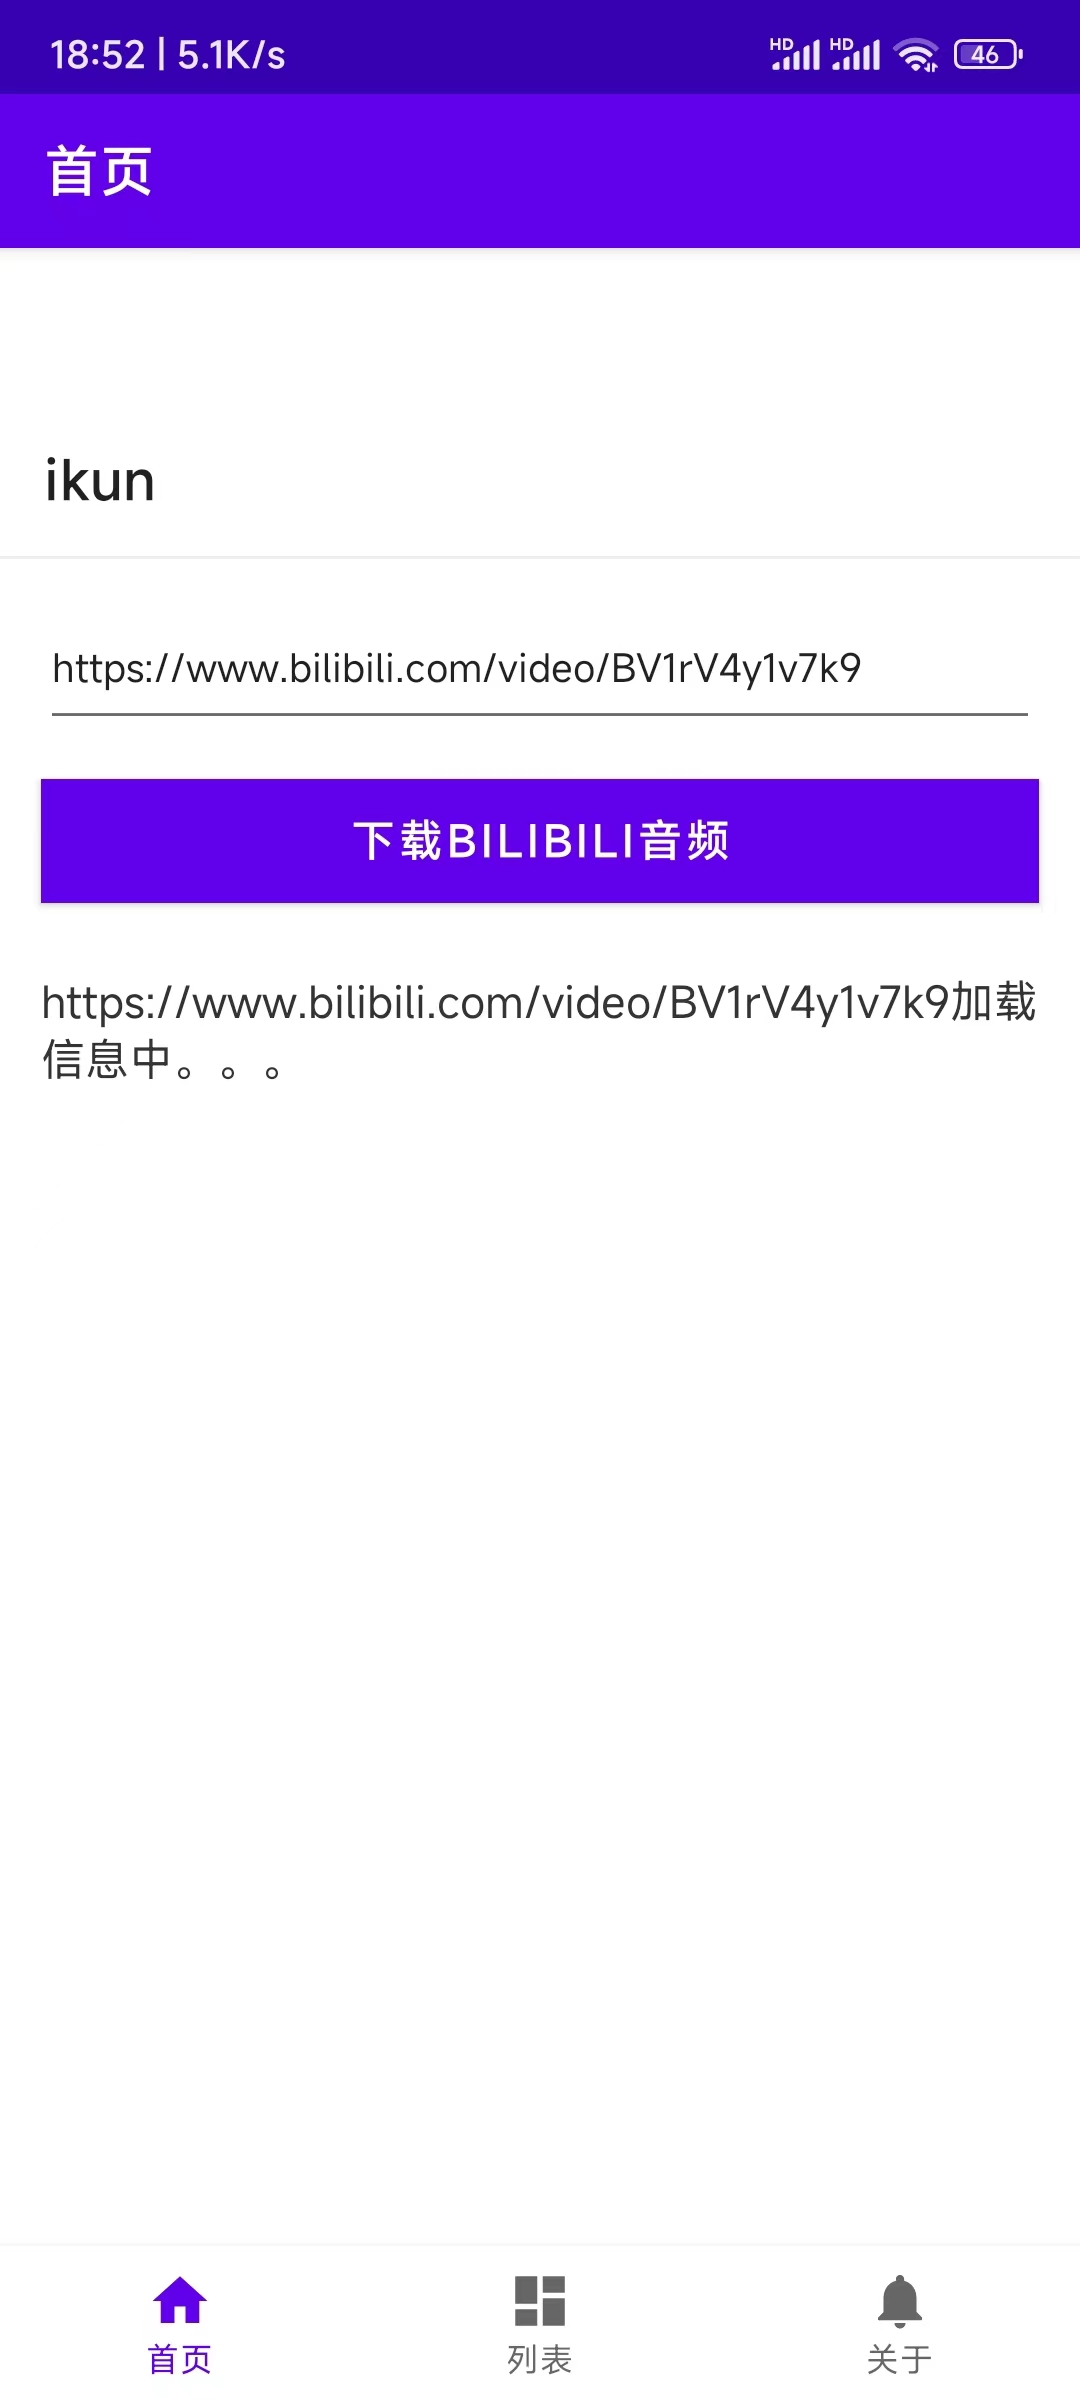 18:52 | 5.1K/s
HD HD 46
首页
ikun
https://www.bilibili.com/video/BV1rV4y1v7k9
下载BILIBILI音频
https://www.bilibili.com/video/BV1rV4y1v7k9加载
信息中。。。
首页 列表 关于